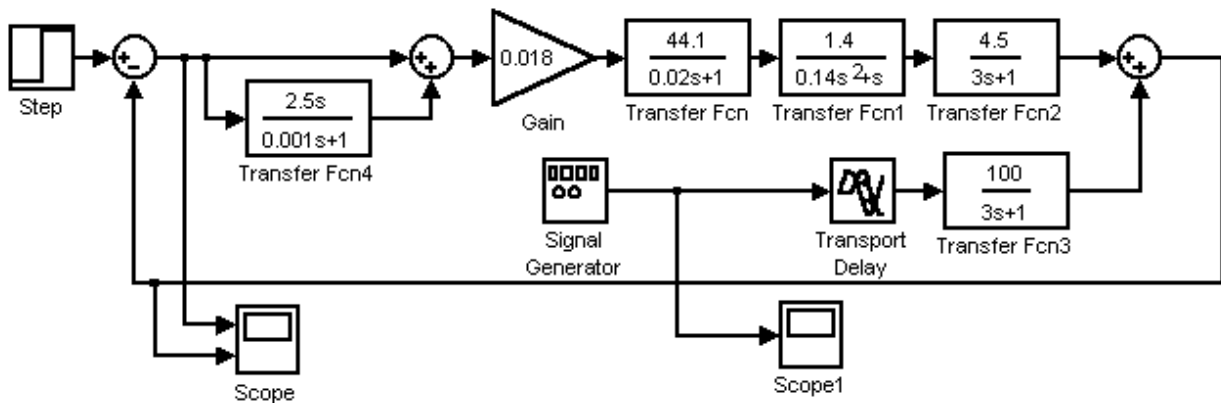 Step
+
−
2.5s
0.001s+1
Transfer Fcn4
+
+
0.018
Gain
44.1
0.02s+1
Transfer Fcn
1.4
0.14s²+s
Transfer Fcn1
4.5
3s+1
Transfer Fcn2
+
+
Signal
Generator
Transport
Delay
100
3s+1
Transfer Fcn3
Scope
Scope1